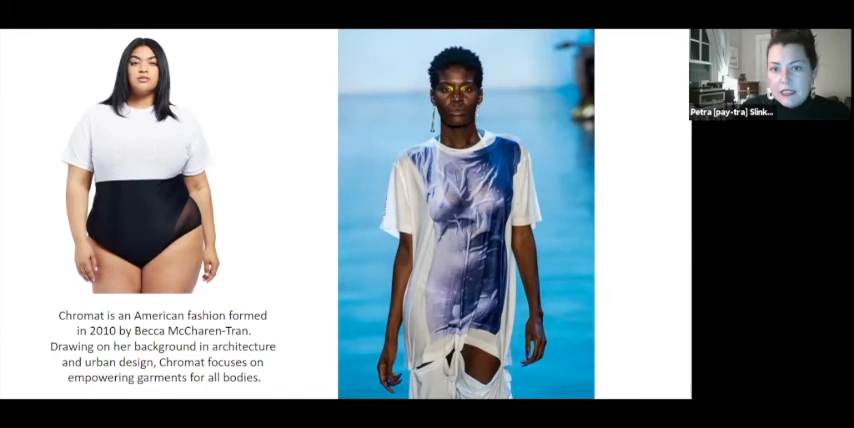 Petra [pay-tra] Slink...
Chromat is an American fashion formed
in 2010 by Becca McCharen-Tran.
Drawing on her background in architecture
and urban design, Chromat focuses on
empowering garments for all bodies.